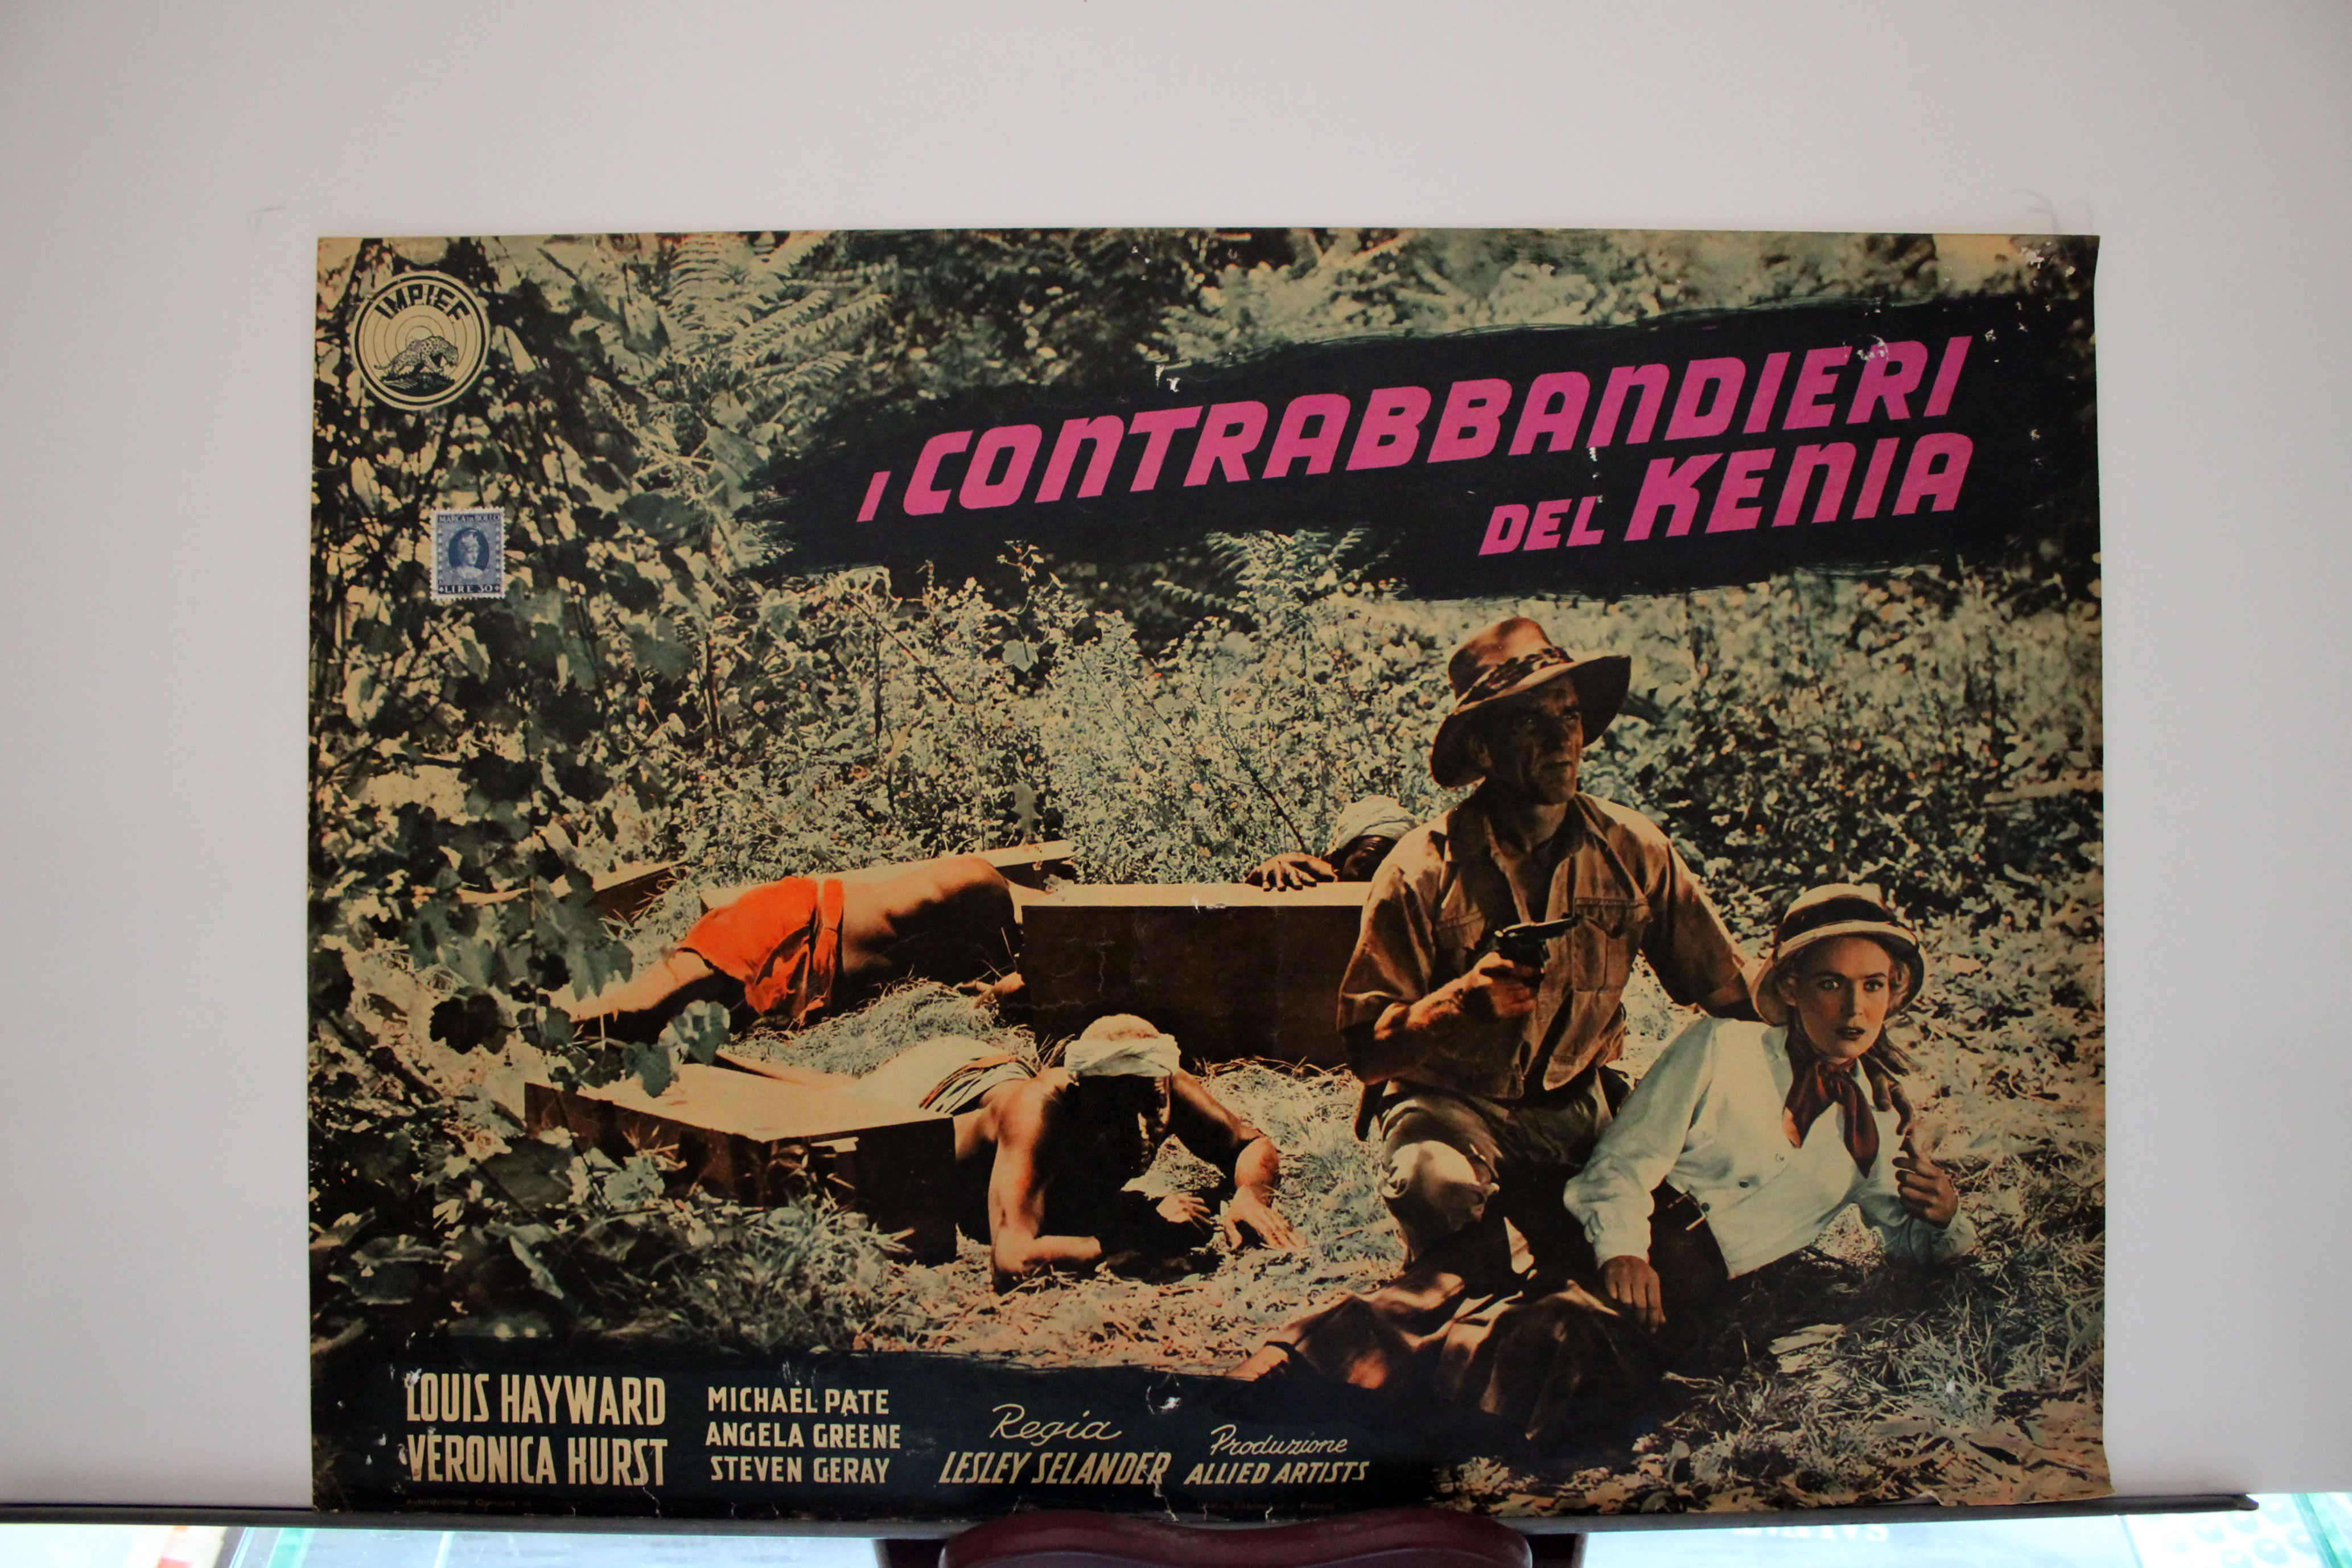 IMPIEF
I CONTRABBANDIERI
DEL KENIA
MARCA DA BOLLO
LIRE 30
LOUIS HAYWARD
VERONICA HURST
MICHAEL PATE
ANGELA GREENE
STEVEN GERAY
Regia
LESLEY SELANDER
Produzione
ALLIED ARTISTS